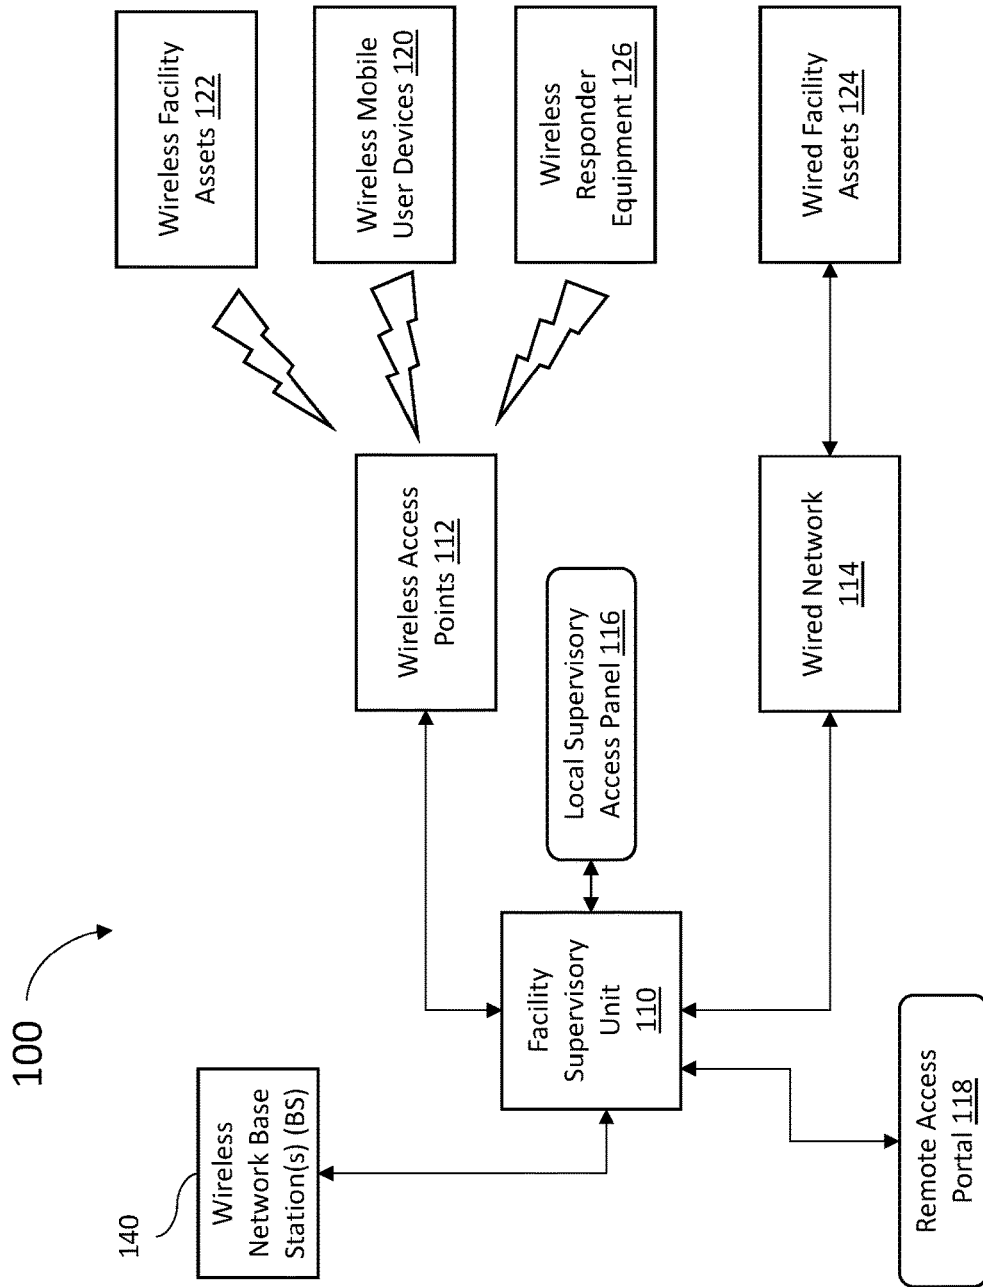 100
140
Wireless
Network Base
Station(s) (BS)
Facility
Supervisory
Unit
110
Remote Access
Portal 118
Local Supervisory
Access Panel 116
Wireless Access
Points 112
Wired Network
114
Wireless Facility
Assets 122
Wireless Mobile
User Devices 120
Wireless
Responder
Equipment 126
Wired Facility
Assets 124